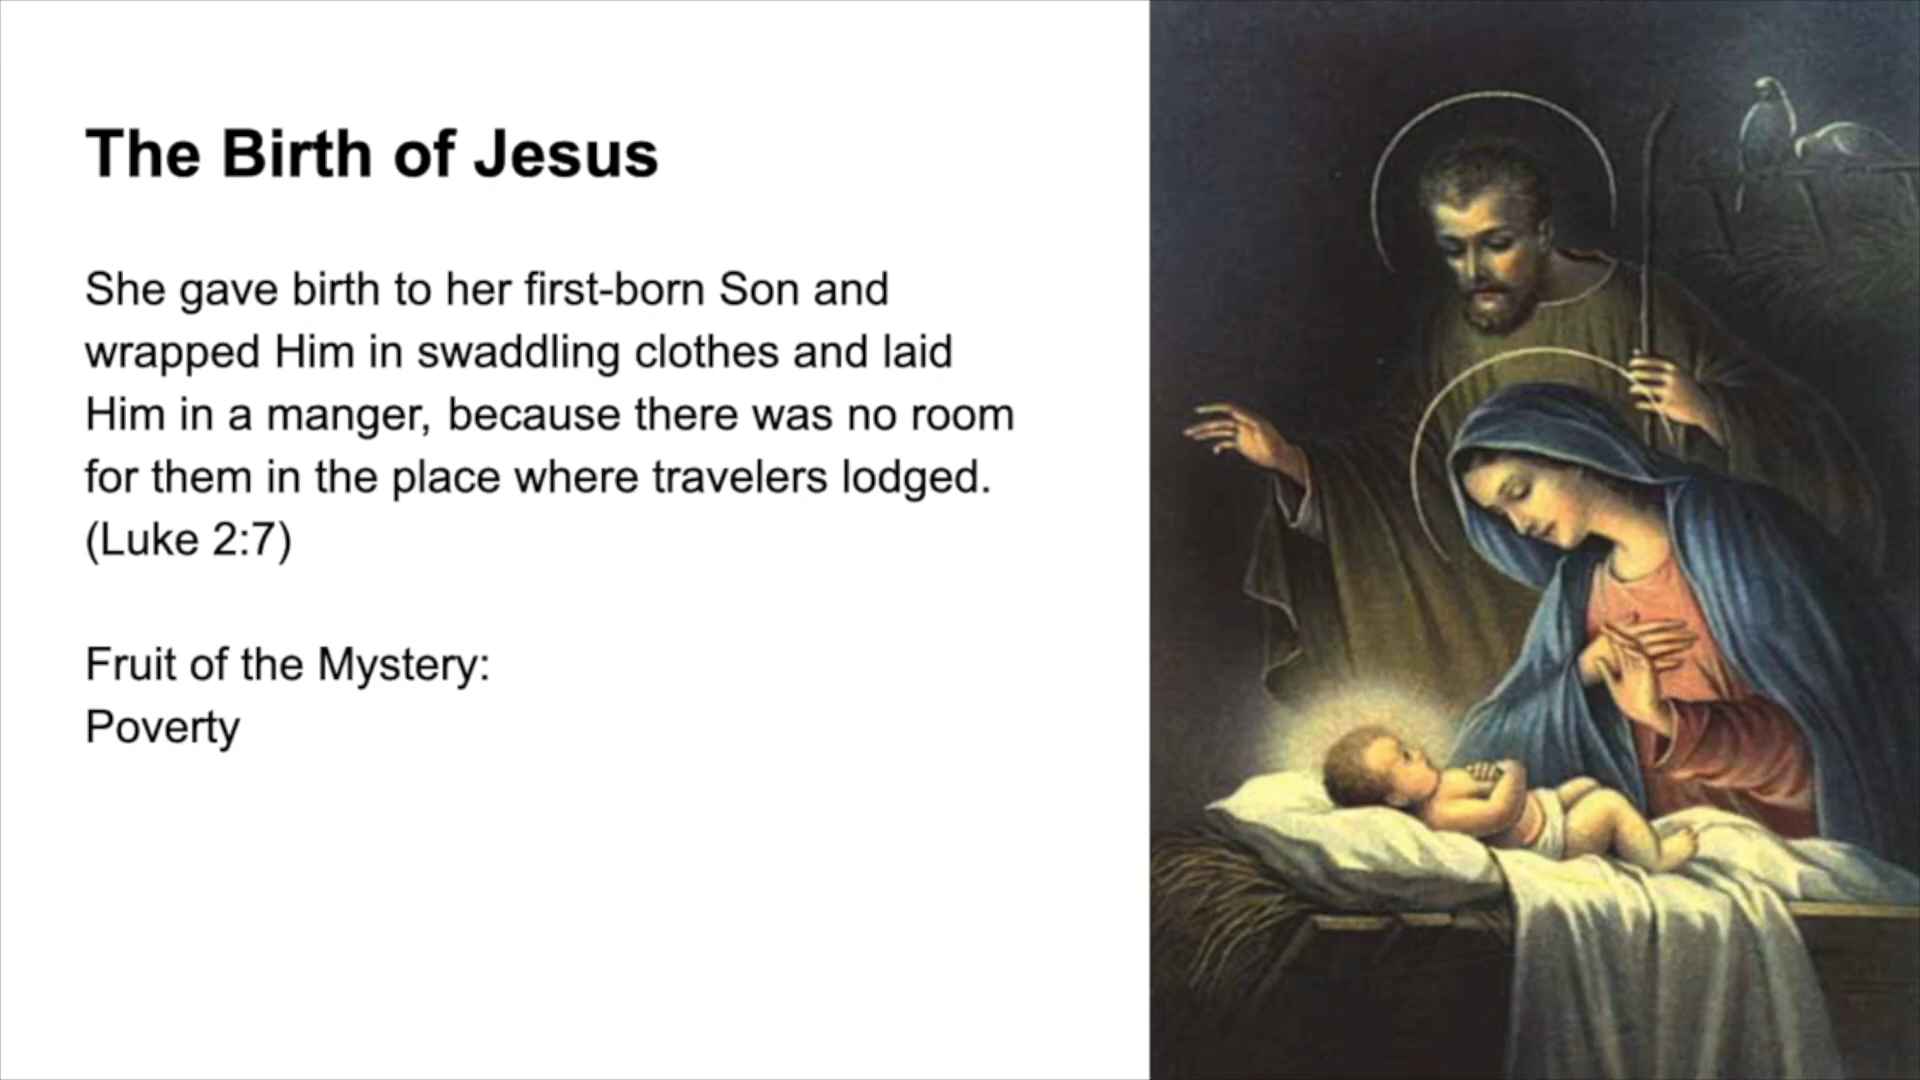 The Birth of Jesus
She gave birth to her first-born Son and
wrapped Him in swaddling clothes and laid
Him in a manger, because there was no room
for them in the place where travelers lodged.
(Luke 2:7)
Fruit of the Mystery:
Poverty